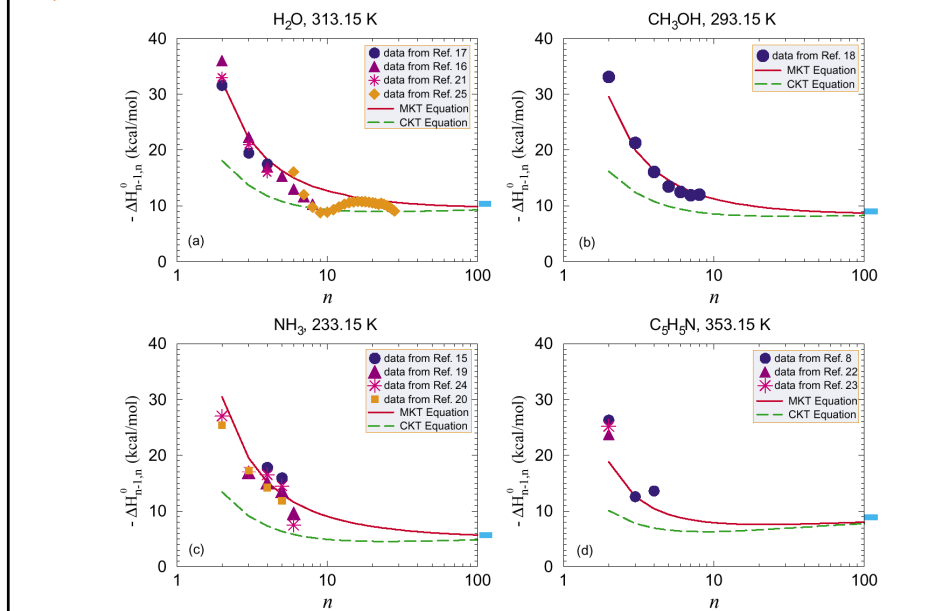 H₂O, 313.15 K
40
30
20
10
0
- ΔH⁰ₙ₋₁,ₙ (kcal/mol)
data from Ref. 17
data from Ref. 16
data from Ref. 21
data from Ref. 25
MKT Equation
CKT Equation
(a)
1 10 100
n
CH₃OH, 293.15 K
40
30
20
10
0
- ΔH⁰ₙ₋₁,ₙ (kcal/mol)
data from Ref. 18
MKT Equation
CKT Equation
(b)
1 10 100
n
NH₃, 233.15 K
40
30
20
10
0
- ΔH⁰ₙ₋₁,ₙ (kcal/mol)
data from Ref. 15
data from Ref. 19
data from Ref. 24
data from Ref. 20
MKT Equation
CKT Equation
(c)
1 10 100
n
C₅H₅N, 353.15 K
40
30
20
10
0
- ΔH⁰ₙ₋₁,ₙ (kcal/mol)
data from Ref. 8
data from Ref. 22
data from Ref. 23
MKT Equation
CKT Equation
(d)
1 10 100
n